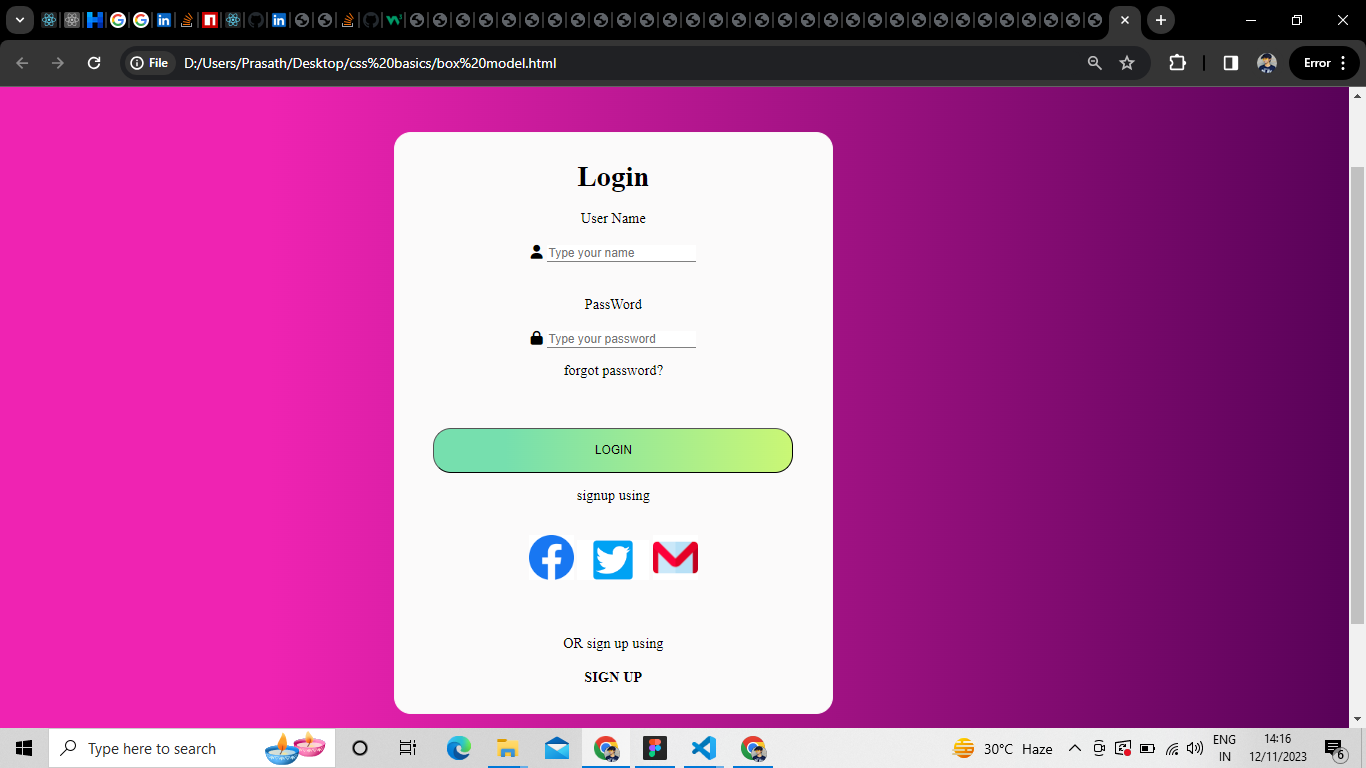 File D:/Users/Prasath/Desktop/css%20basics/box%20model.html Error
Login
User Name
Type your name
PassWord
Type your password
forgot password?
LOGIN
signup using
OR sign up using
SIGN UP
Type here to search 30°C Haze ENG 14:16
IN 12/11/2023 6